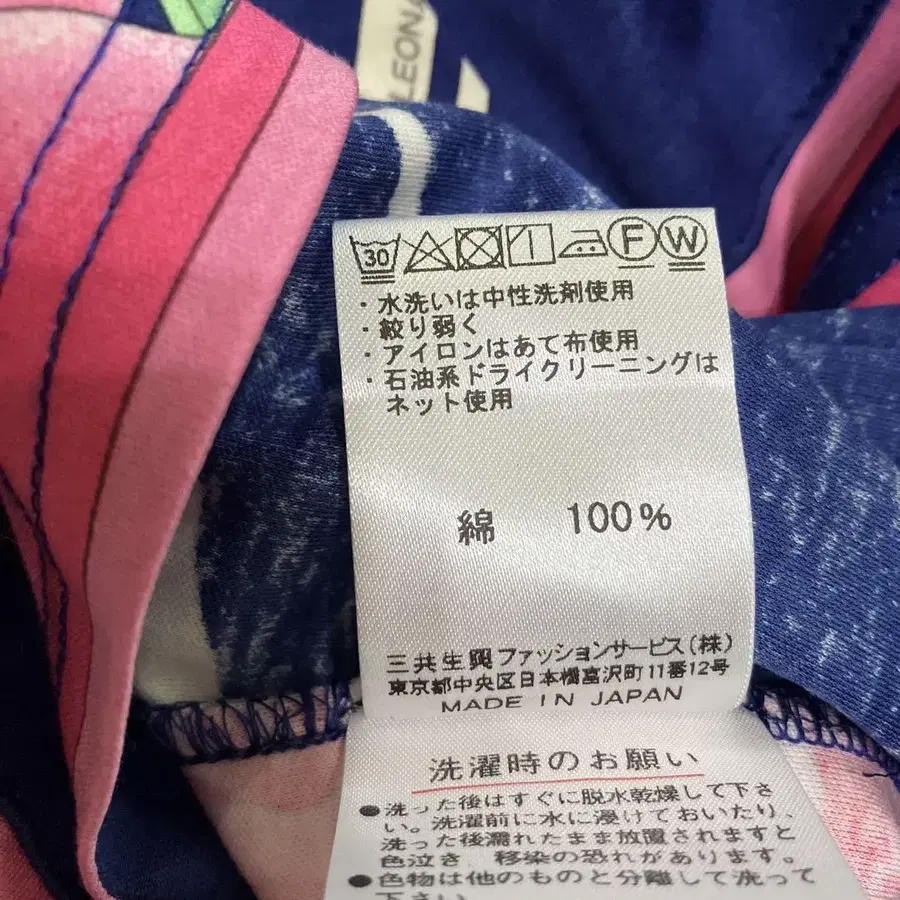 LEONA
30 F W
・水洗いは中性洗剤使用
・絞り弱く
・アイロンはあて布使用
・石油系ドライクリーニングは
ネット使用
綿 100%
三共生興ファッションサービス(株)
東京都中央区日本橋富沢町11番12号
MADE IN JAPAN
洗濯時のお願い
●洗った後はすぐに脱水乾燥して下さ
い。洗濯前に水に漬けておいたり、
洗った後濡れたまま放置されますと
色泣き 移染の恐れがあります。
●色物は他のものと分離して洗って